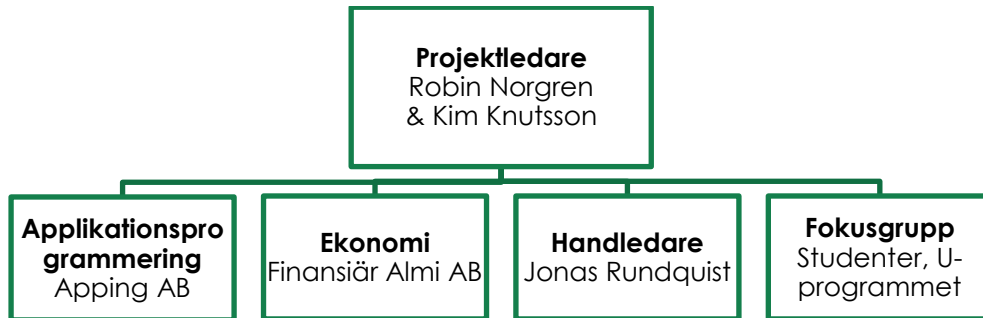 Projektledare
Robin Norgren
& Kim Knutsson
Applikationspro
grammering
Apping AB
Ekonomi
Finansiär Almi AB
Handledare
Jonas Rundquist
Fokusgrupp
Studenter, U-
programmet